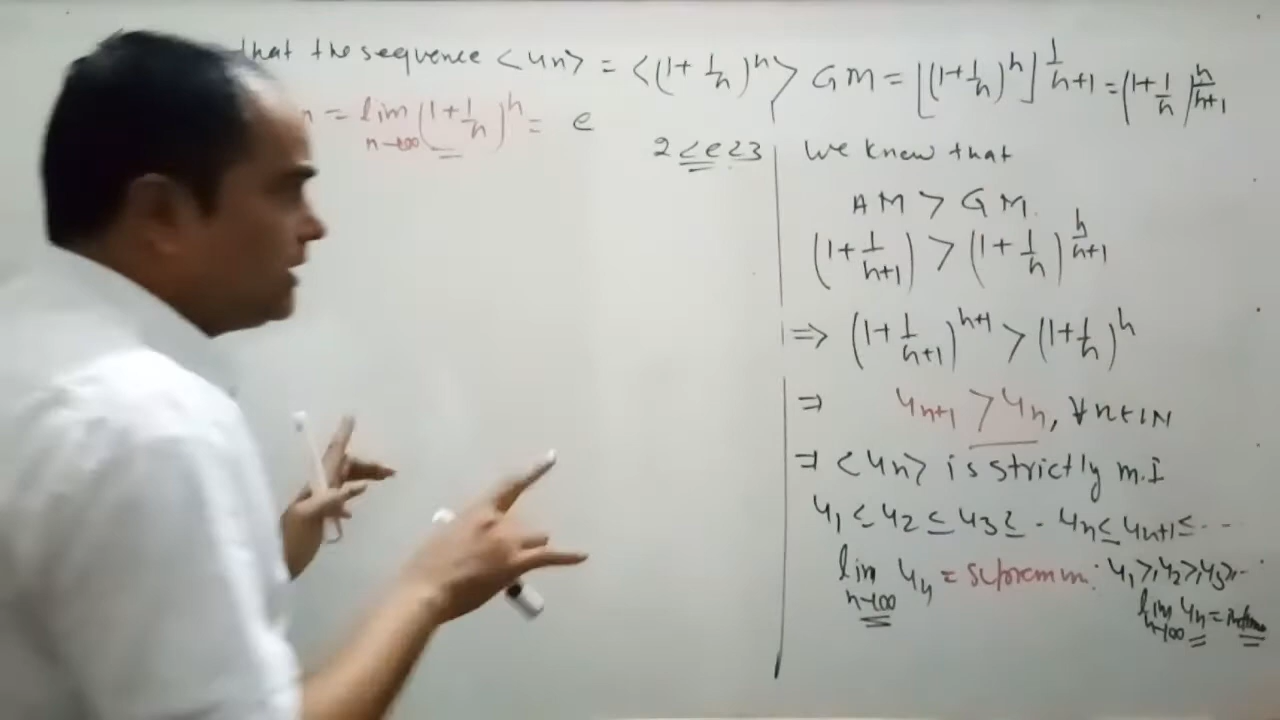 that the sequence <un> = <(1+1/n)^n>
n = lim n→∞ (1+1/n)^n = e
2<e<3
GM = [(1+1/n)^n]^1/n+1 = (1+1/n)^n/n+1
We know that
AM > GM.
(1+1/n+1) > (1+1/n)^n/n+1
⇒ (1+1/n+1)^n+1 > (1+1/n)^n
⇒ un+1 > un, ∀n∈IN
⇒ <un> is strictly m.I
u1 ≤ u2 ≤ u3 ≤ - un ≤ un+1 ≤ ---
lim n→∞ un = supremum: u1≥u2≥u3≥--
lim n→∞ un =